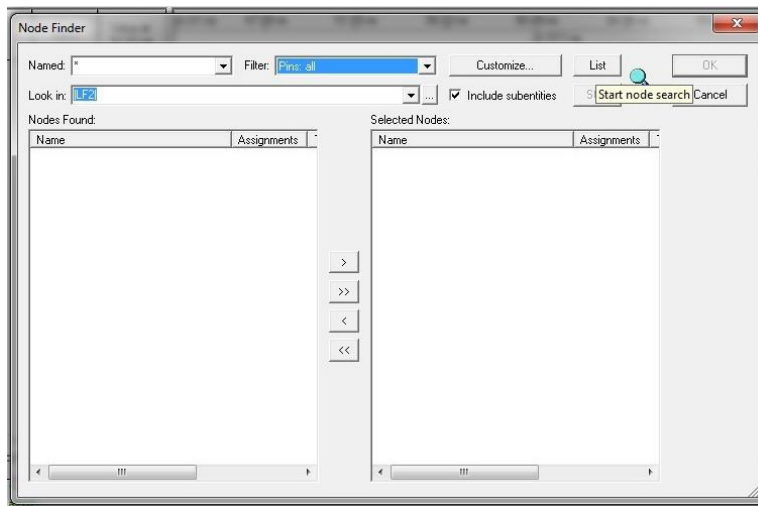 Node Finder
Named: * Filter: Pins: all Customize... List OK
Look in: |LF2| Include subentities Start node search Cancel
Nodes Found: Selected Nodes:
Name Assignments Name Assignments
>
>>
<
<<